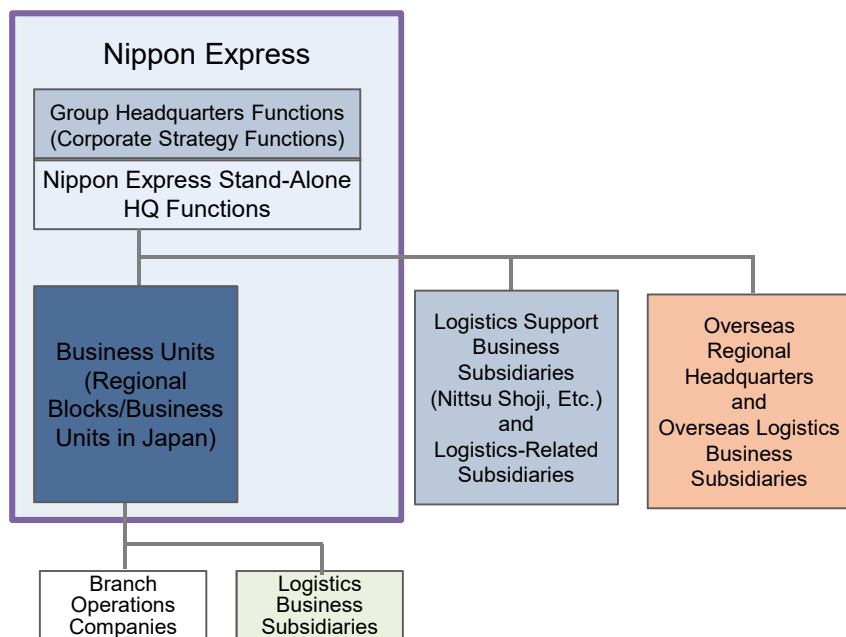 Nippon Express
Group Headquarters Functions
(Corporate Strategy Functions)
Nippon Express Stand-Alone
HQ Functions
Business Units
(Regional
Blocks/Business
Units in Japan)
Logistics Support
Business
Subsidiaries
(Nittsu Shoji, Etc.)
and
Logistics-Related
Subsidiaries
Overseas
Regional
Headquarters
and
Overseas Logistics
Business
Subsidiaries
Branch
Operations
Companies
Logistics
Business
Subsidiaries